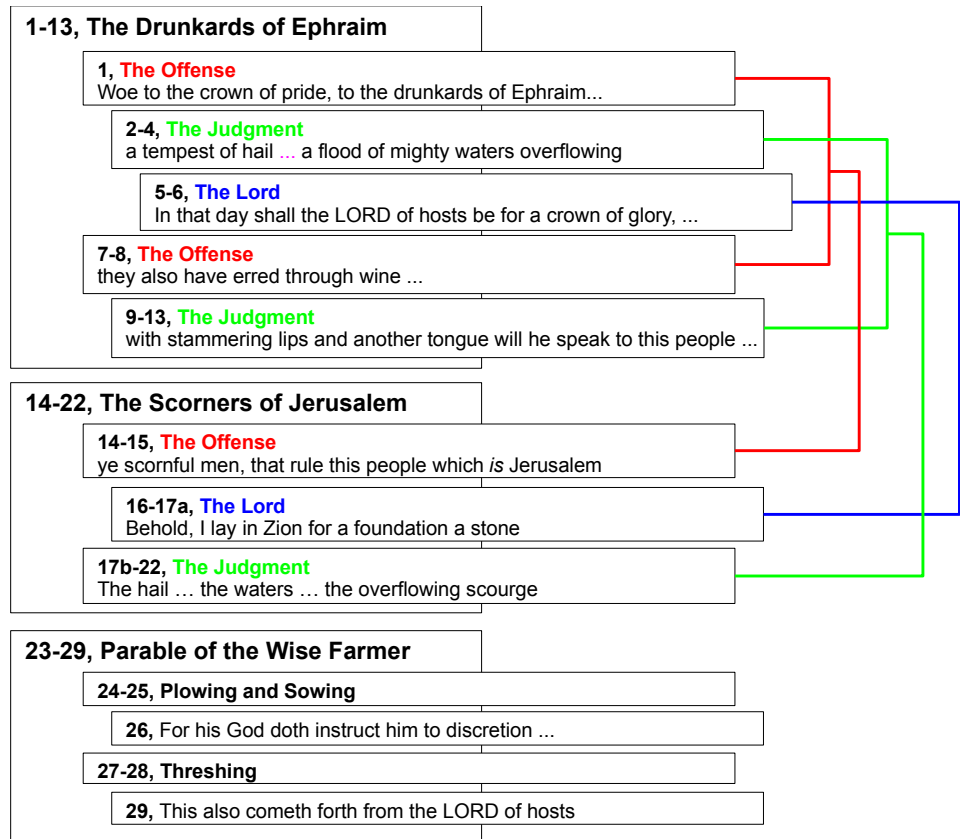 1-13, The Drunkards of Ephraim
1, The Offense
Woe to the crown of pride, to the drunkards of Ephraim...
2-4, The Judgment
a tempest of hail ... a flood of mighty waters overflowing
5-6, The Lord
In that day shall the LORD of hosts be for a crown of glory, ...
7-8, The Offense
they also have erred through wine ...
9-13, The Judgment
with stammering lips and another tongue will he speak to this people ...
14-22, The Scorners of Jerusalem
14-15, The Offense
ye scornful men, that rule this people which is Jerusalem
16-17a, The Lord
Behold, I lay in Zion for a foundation a stone
17b-22, The Judgment
The hail … the waters … the overflowing scourge
23-29, Parable of the Wise Farmer
24-25, Plowing and Sowing
26, For his God doth instruct him to discretion ...
27-28, Threshing
29, This also cometh forth from the LORD of hosts